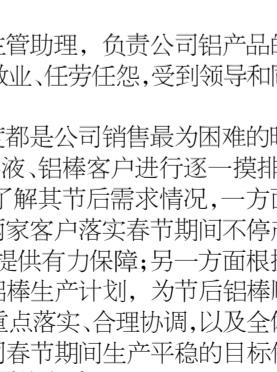 主管助理，负责公司铝产品的
敬业、任劳任怨，受到领导和同
度都是公司销售最为困难的时
液、铝棒客户进行逐一摸排
了解其节后需求情况，一方面
两家客户落实春节期间不停产
提供有力保障；另一方面根据
铝棒生产计划，为节后铝棒顺
重点落实、合理协调，以及全体
司春节期间生产平稳的目标做